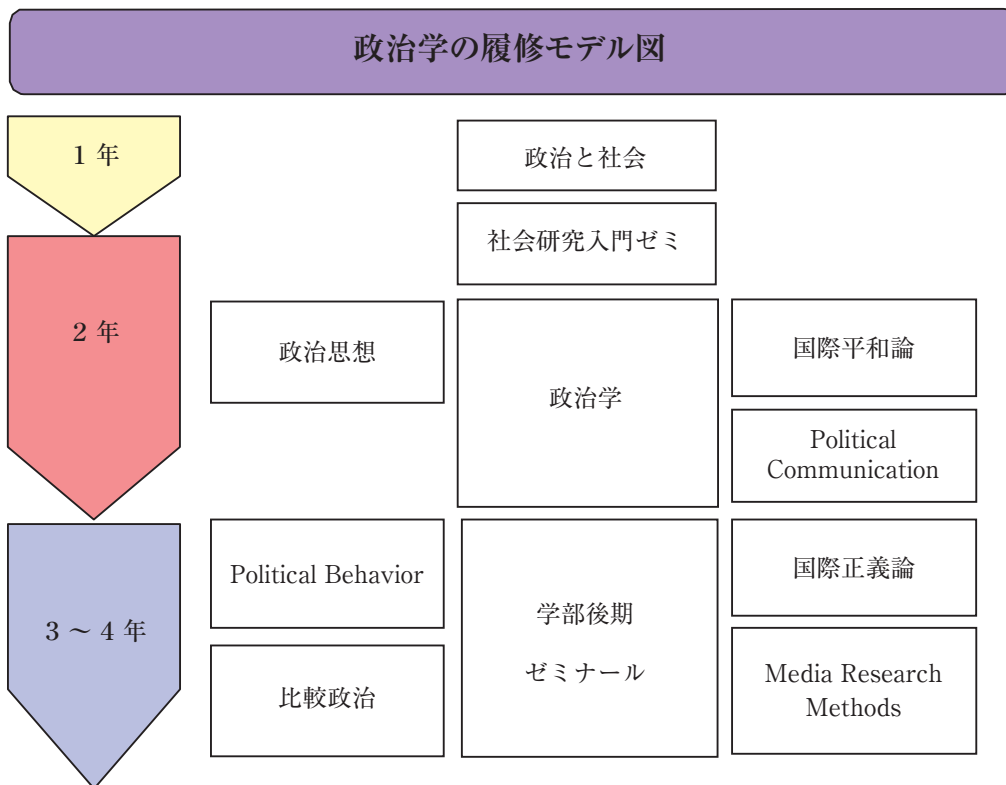 政治学の履修モデル図
1 年
政治と社会
社会研究入門ゼミ
2 年
政治思想
政治学
国際平和論
Political
Communication
3 ～ 4 年
Political Behavior
比較政治
学部後期
ゼミナール
国際正義論
Media Research
Methods